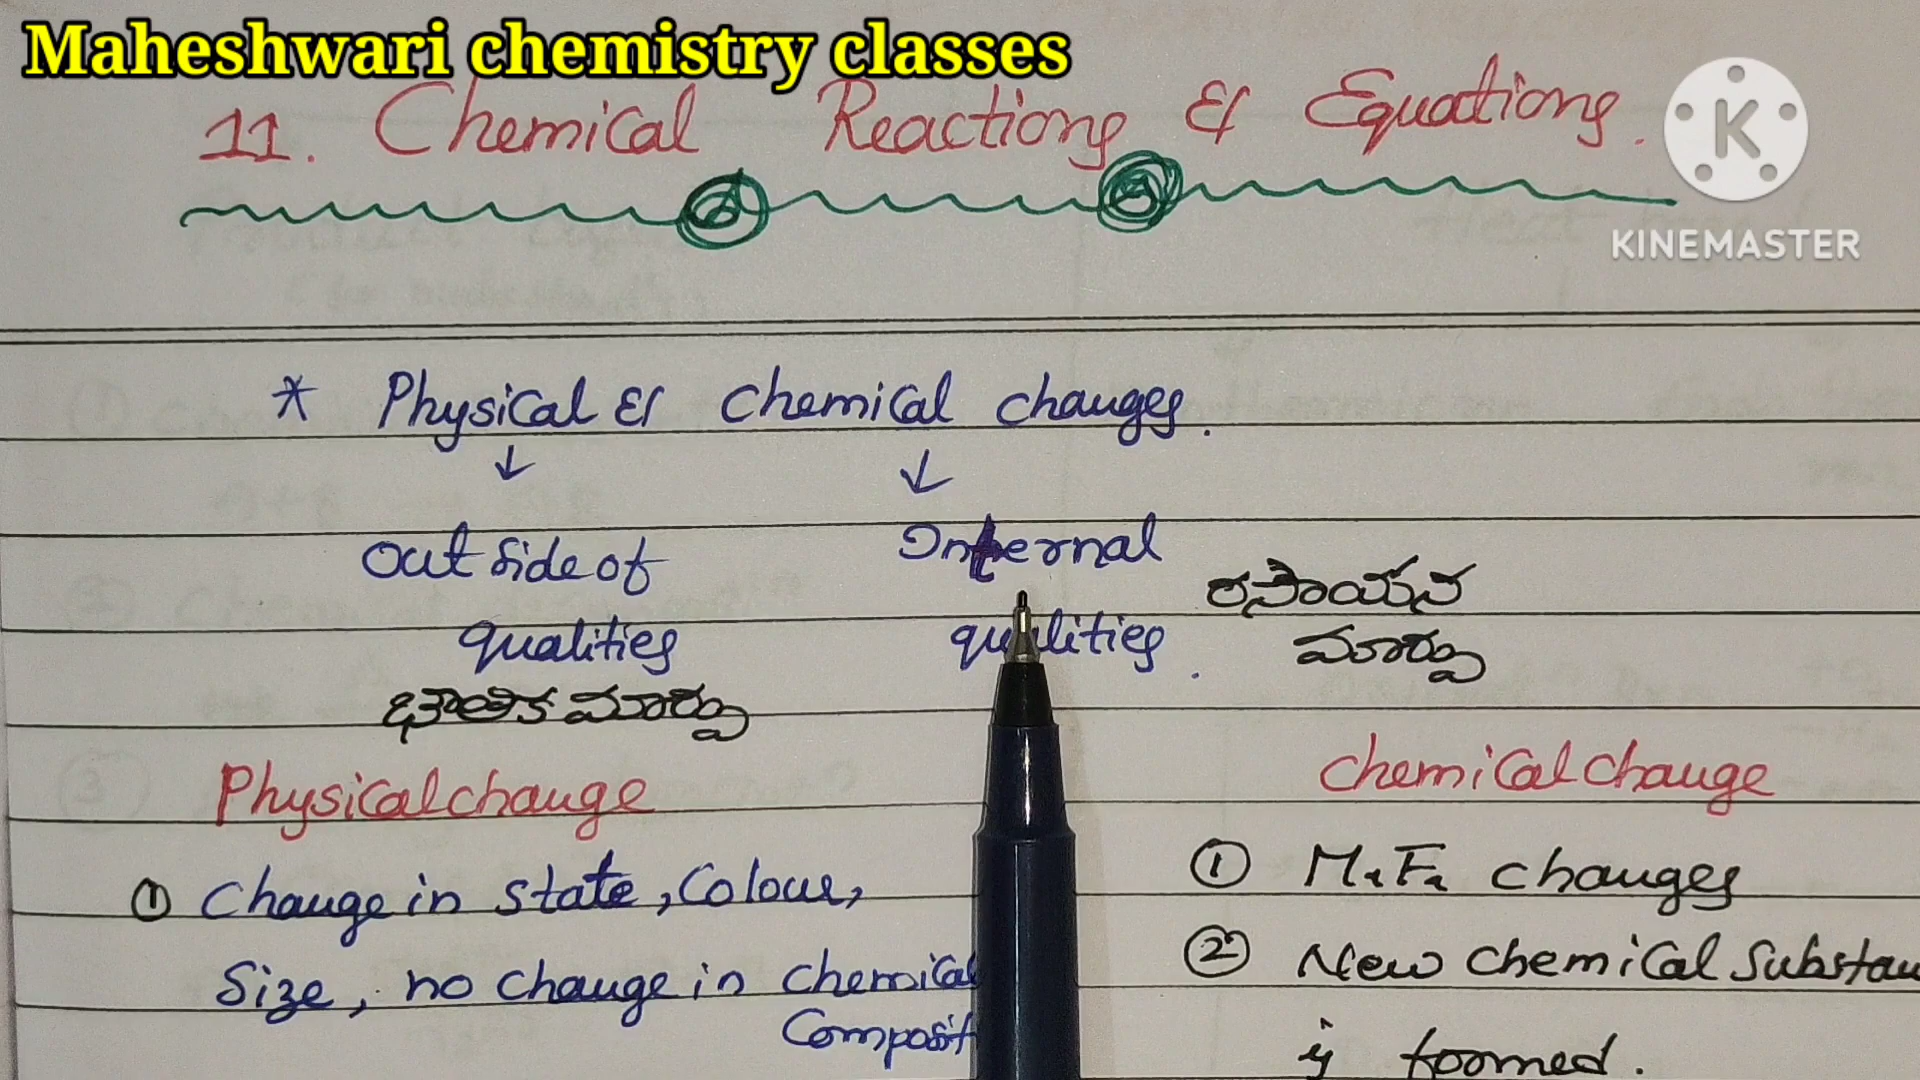 Maheshwari chemistry classes
11. Chemical Reactions & Equations.
KINEMASTER
* Physical & Chemical changes.
Outside of
qualities
భౌతిక మార్పు
Internal
qualities.
రసాయన
మార్పు
Physical change
① Change in state, Colour,
Size, no change in Chemical
Composit
Chemical change
① M.F. changes
② New Chemical Substan
is formed.